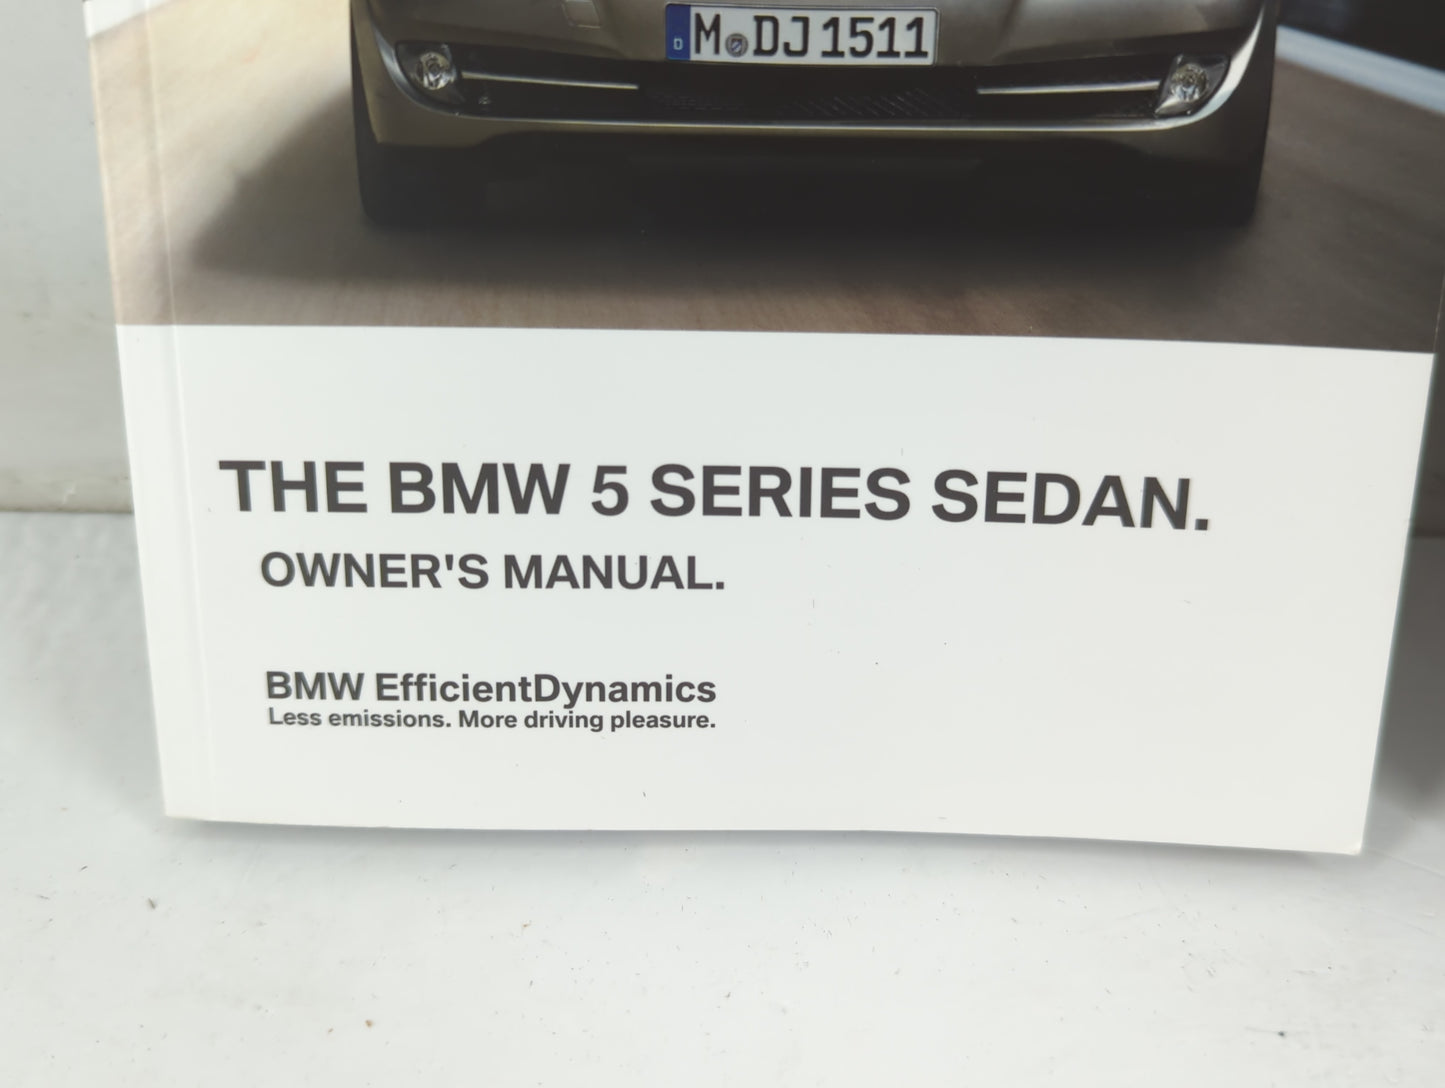 D M DJ 1511
THE BMW 5 SERIES SEDAN.
OWNER'S MANUAL.
BMW EfficientDynamics
Less emissions. More driving pleasure.